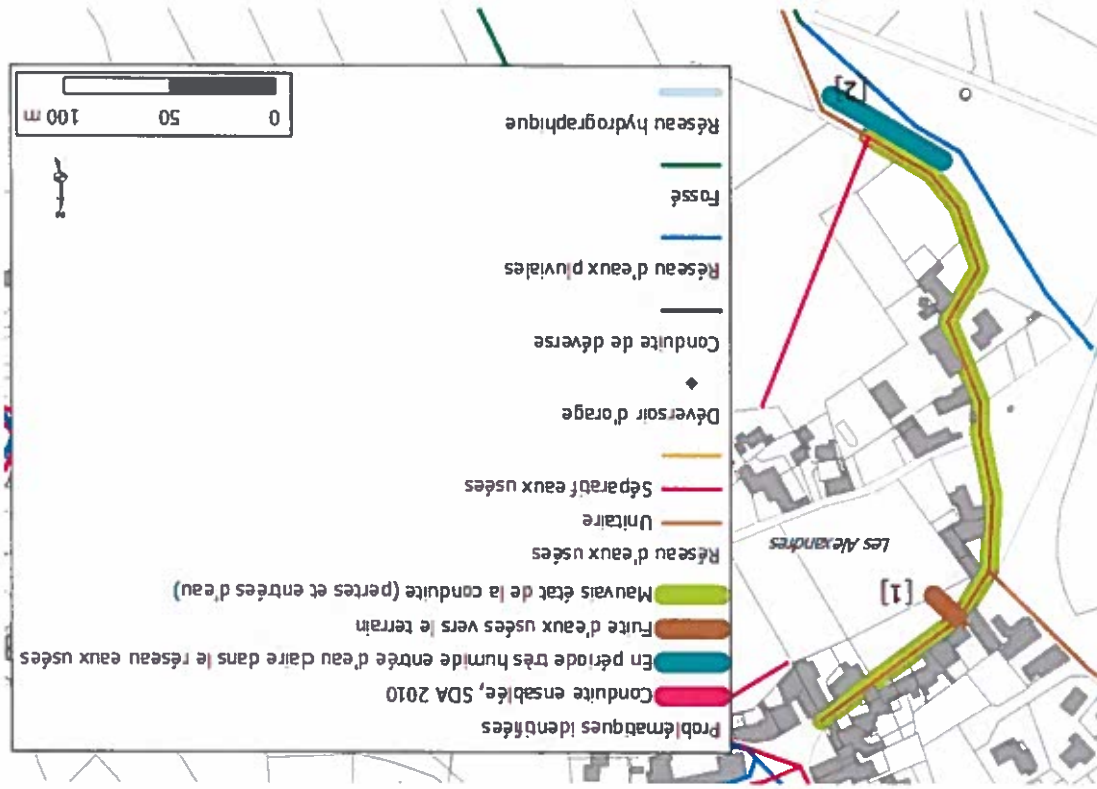 Problématiques identifiées
Conduite ensablée, SDA 2010
En période très humide entrée d'eau claire dans le réseau eaux usées
Fuite d'eaux usées vers le terrain
Mauvais état de la conduite (pertes et entrées d'eau)
Réseau d'eaux usées
Unitaire
Séparatif eaux usées
Déversoir d'orage
Conduite de déverse
Réseau d'eaux pluviales
Fossé
Réseau hydrographique
0 50 100 m
N
[1]
Les Alexandres
[2]